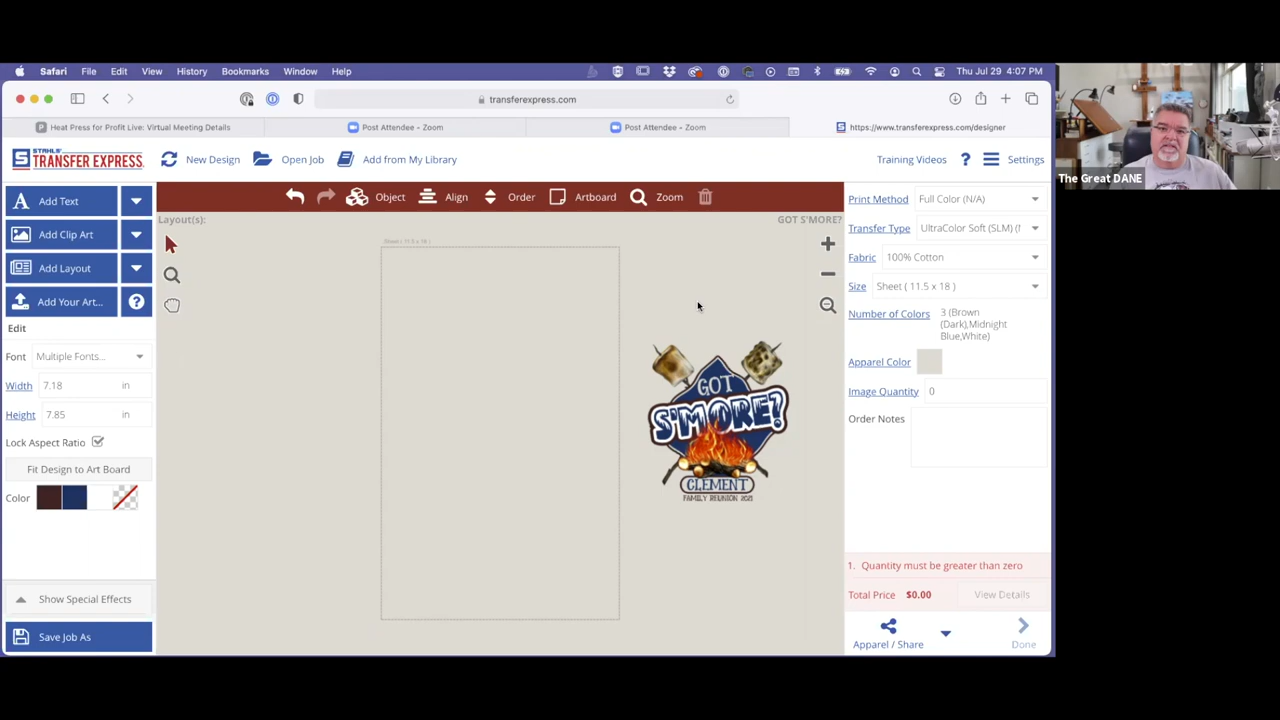 Safari File Edit View History Bookmarks Window Help Thu Jul 29 4:07 PM
transferexpress.com
Heat Press for Profit Live: Virtual Meeting Details
Post Attendee - Zoom
Post Attendee - Zoom
https://www.transferexpress.com/designer
STAHLS'
TRANSFER EXPRESS
New Design
Open Job
Add from My Library
Training Videos
?
Settings
A Add Text
Add Clip Art
Add Layout
Add Your Art...
?
Object
Align
Order
Artboard
Zoom
Layout(s):
GOT S'MORE?
Sheet ( 11.5 x 18 )
GOT
S'MORE?
CLEMENT
FAMILY REUNION 2021
Edit
Font Multiple Fonts...
Width 7.18 in
Height 7.85 in
Lock Aspect Ratio
Fit Design to Art Board
Color
Show Special Effects
Save Job As
Print Method Full Color (N/A)
Transfer Type UltraColor Soft (SLM) (
Fabric 100% Cotton
Size Sheet ( 11.5 x 18 )
Number of Colors 3 (Brown
(Dark),Midnight
Blue,White)
Apparel Color
Image Quantity 0
Order Notes
1. Quantity must be greater than zero
Total Price $0.00 View Details
Apparel / Share
Done
The Great DANE